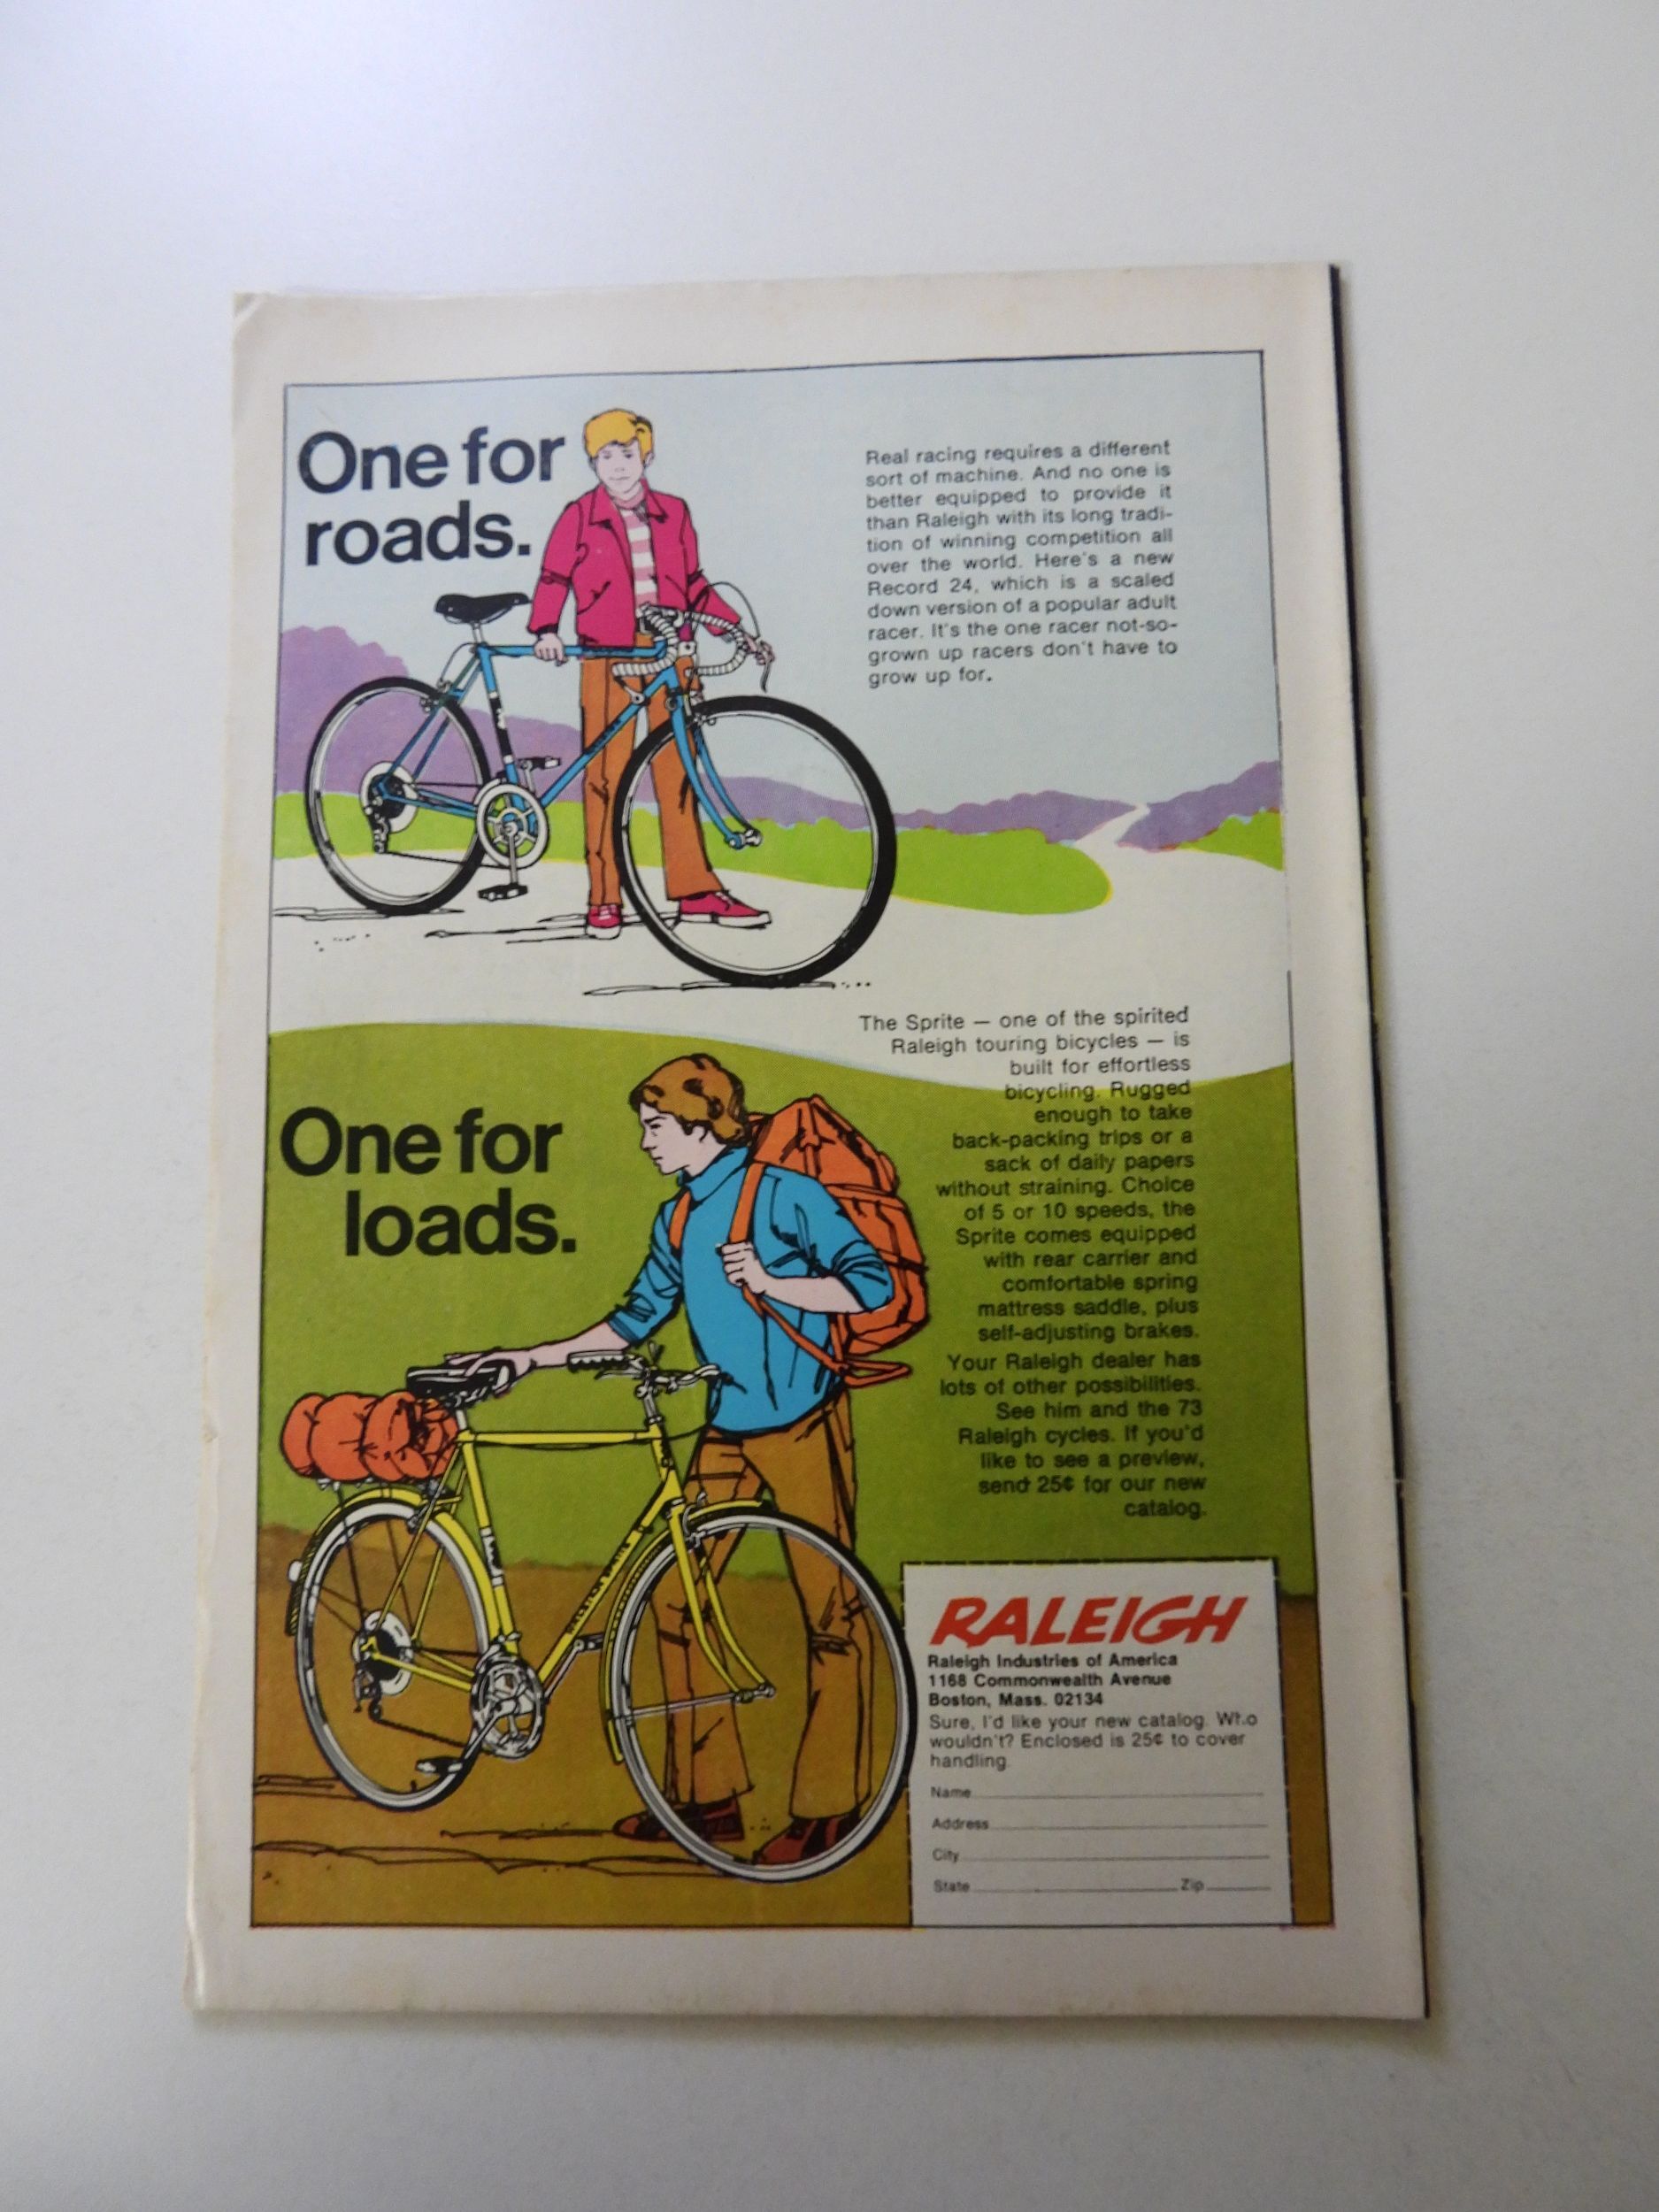 One for
roads.
Real racing requires a different
sort of machine. And no one is
better equipped to provide it
than Raleigh with its long tradi-
tion of winning competition all
over the world. Here's a new
Record 24, which is a scaled
down version of a popular adult
racer. It's the one racer not-so-
grown up racers don't have to
grow up for.
The Sprite — one of the spirited
Raleigh touring bicycles — is
built for effortless
bicycling. Rugged
enough to take
back-packing trips or a
sack of daily papers
without straining. Choice
of 5 or 10 speeds, the
Sprite comes equipped
with rear carrier and
comfortable spring
mattress saddle, plus
self-adjusting brakes.
Your Raleigh dealer has
lots of other possibilities.
See him and the 73
Raleigh cycles. If you'd
like to see a preview,
send 25¢ for our new
catalog.
One for
loads.
RALEIGH
Raleigh Industries of America
1168 Commonwealth Avenue
Boston, Mass. 02134
Sure, I'd like your new catalog. Who
wouldn't? Enclosed is 25¢ to cover
handling.
Name
Address
City
State Zip